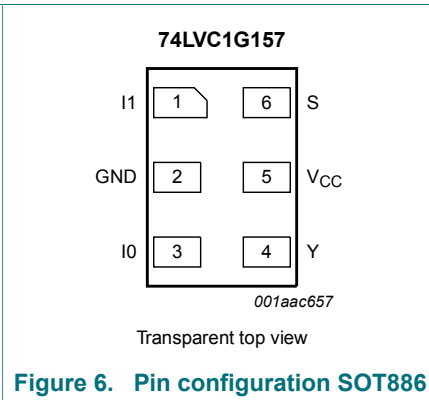 74LVC1G157
I1 1 6 S
GND 2 5 VCC
I0 3 4 Y
001aac657
Transparent top view
Figure 6. Pin configuration SOT886